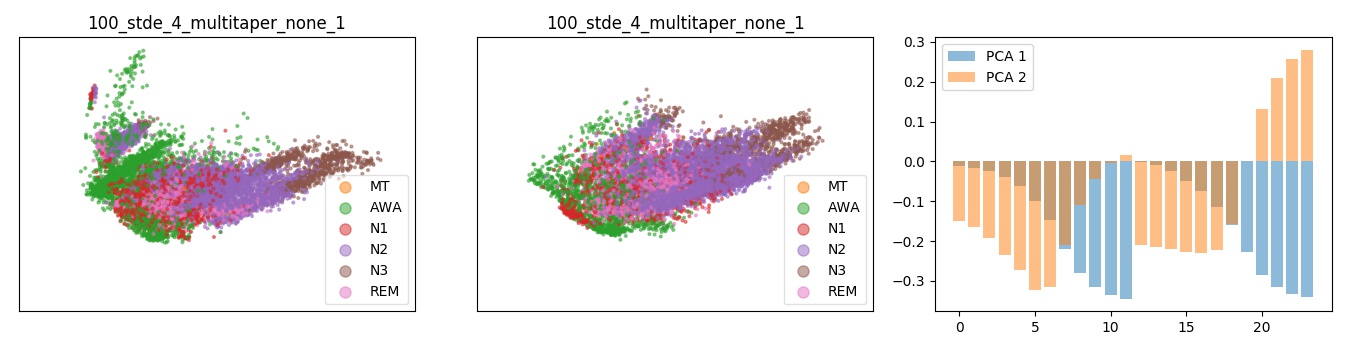 100_stde_4_multitaper_none_1
MT
AWA
N1
N2
N3
REM
100_stde_4_multitaper_none_1
MT
AWA
N1
N2
N3
REM
PCA 1
PCA 2
0.3
0.2
0.1
0.0
−0.1
−0.2
−0.3
0
5
10
15
20